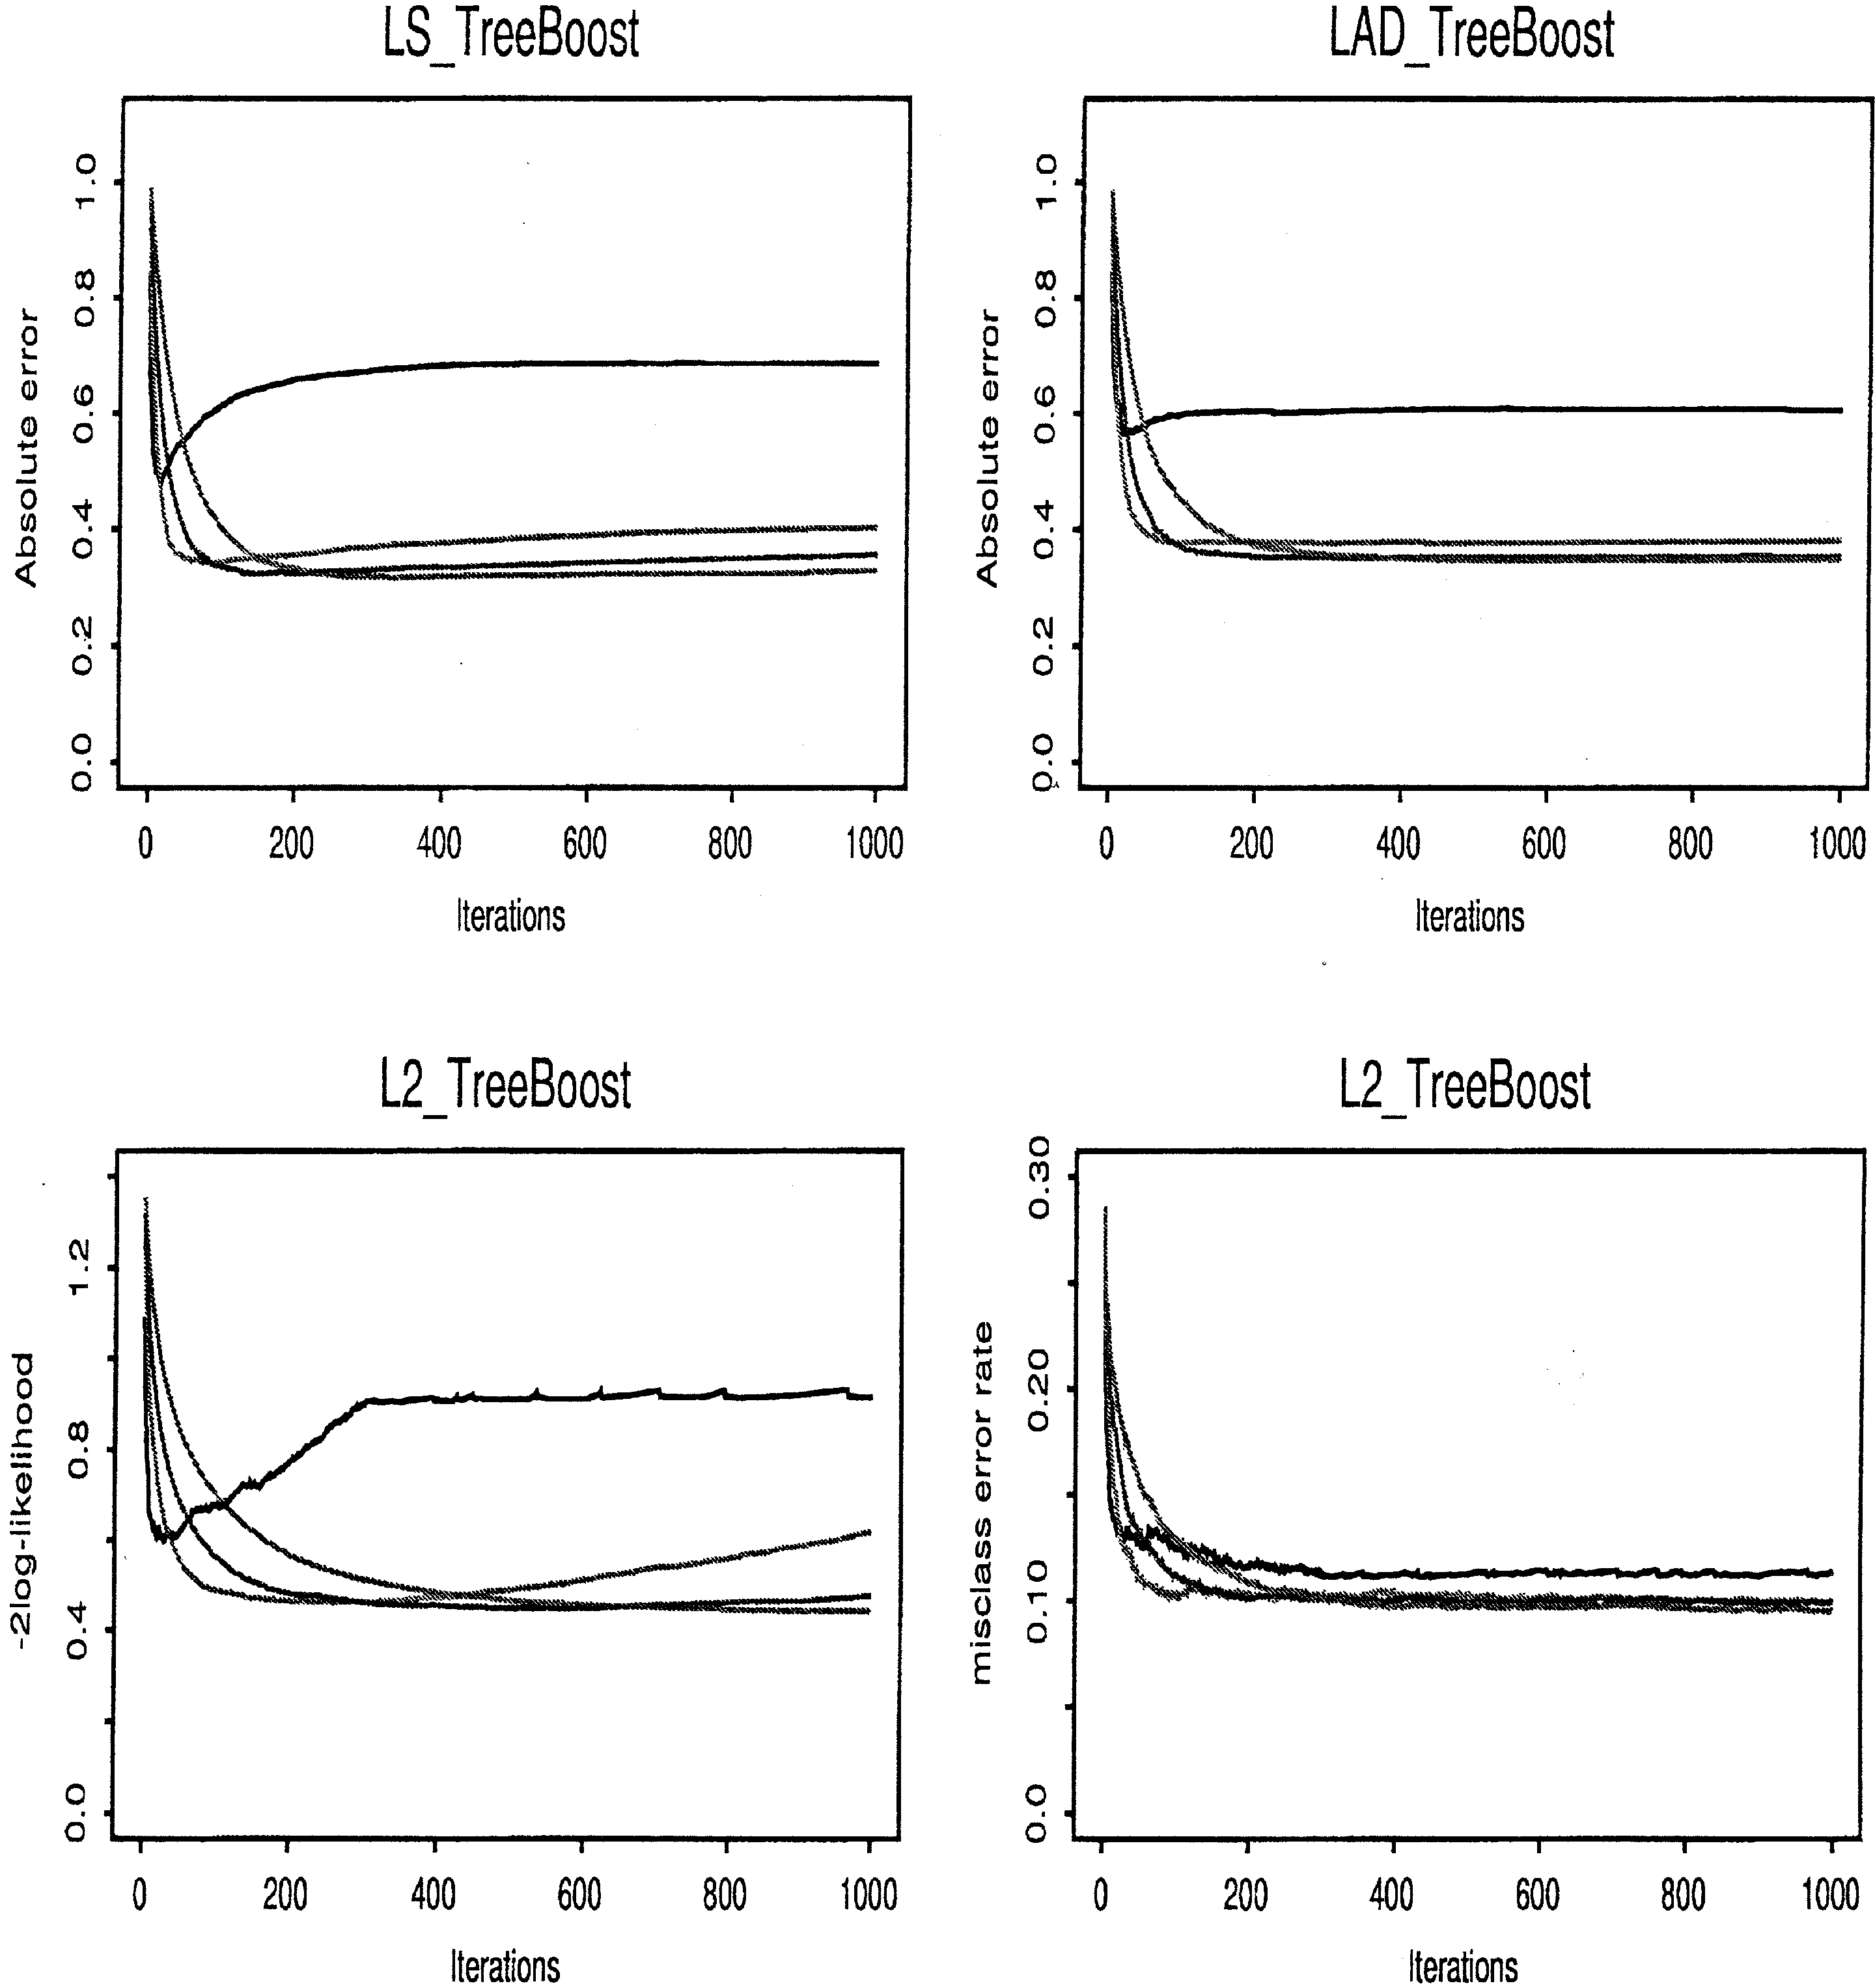 LS_TreeBoost
Absolute error
1.0
0.8
0.6
0.4
0.2
0.0
0 200 400 600 800 1000
Iterations
LAD_TreeBoost
Absolute error
1.0
0.8
0.6
0.4
0.2
0.0
0 200 400 600 800 1000
Iterations
L2_TreeBoost
-2log-likelihood
1.2
0.8
0.4
0.0
0 200 400 600 800 1000
Iterations
L2_TreeBoost
misclass error rate
0.30
0.20
0.10
0.0
0 200 400 600 800 1000
Iterations